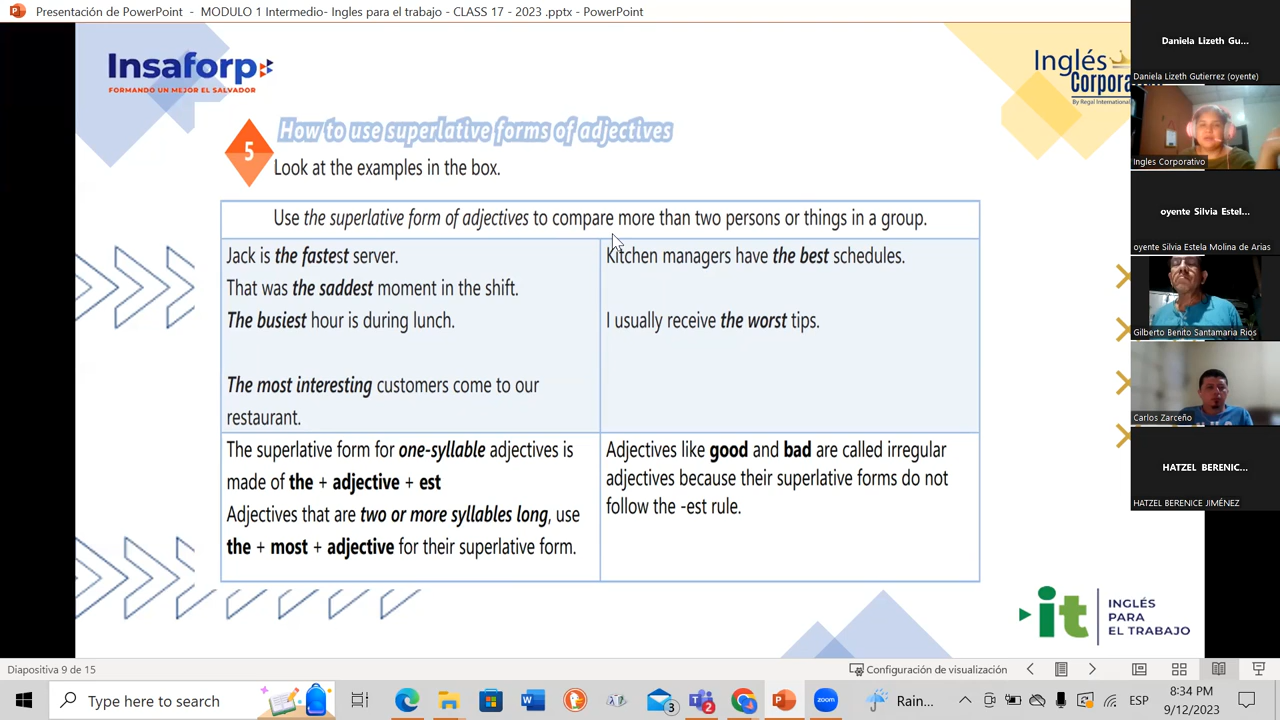 Presentación de PowerPoint - MODULO 1 Intermedio- Ingles para el trabajo - CLASS 17 - 2023 .pptx - PowerPoint
Insaforp
FORMANDO UN MEJOR EL SALVADOR
Inglés
Corpora
By Regal International
5
How to use superlative forms of adjectives
Look at the examples in the box.
Use the superlative form of adjectives to compare more than two persons or things in a group.
Jack is the fastest server.
That was the saddest moment in the shift.
The busiest hour is during lunch.
The most interesting customers come to our
restaurant.
Kitchen managers have the best schedules.
I usually receive the worst tips.
The superlative form for one-syllable adjectives is
made of the + adjective + est
Adjectives that are two or more syllables long, use
the + most + adjective for their superlative form.
Adjectives like good and bad are called irregular
adjectives because their superlative forms do not
follow the -est rule.
it
INGLÉS
PARA
EL TRABAJO
Daniela Lizeth Gu...
Daniela Lizeth Gutierrez (oyente)
Ingles Corporativo
oyente Silvia Estel...
oyente Silvia Estela Molina de Arias
Gilberto Benito Santamaria Rios
Carlos Zarceño
HATZEL BERENIC...
HATZEL BERENICE JIMÉNEZ
Diapositiva 9 de 15
Configuración de visualización
Type here to search
3
2
Rain...
ESP
8:34 PM
9/12/2023